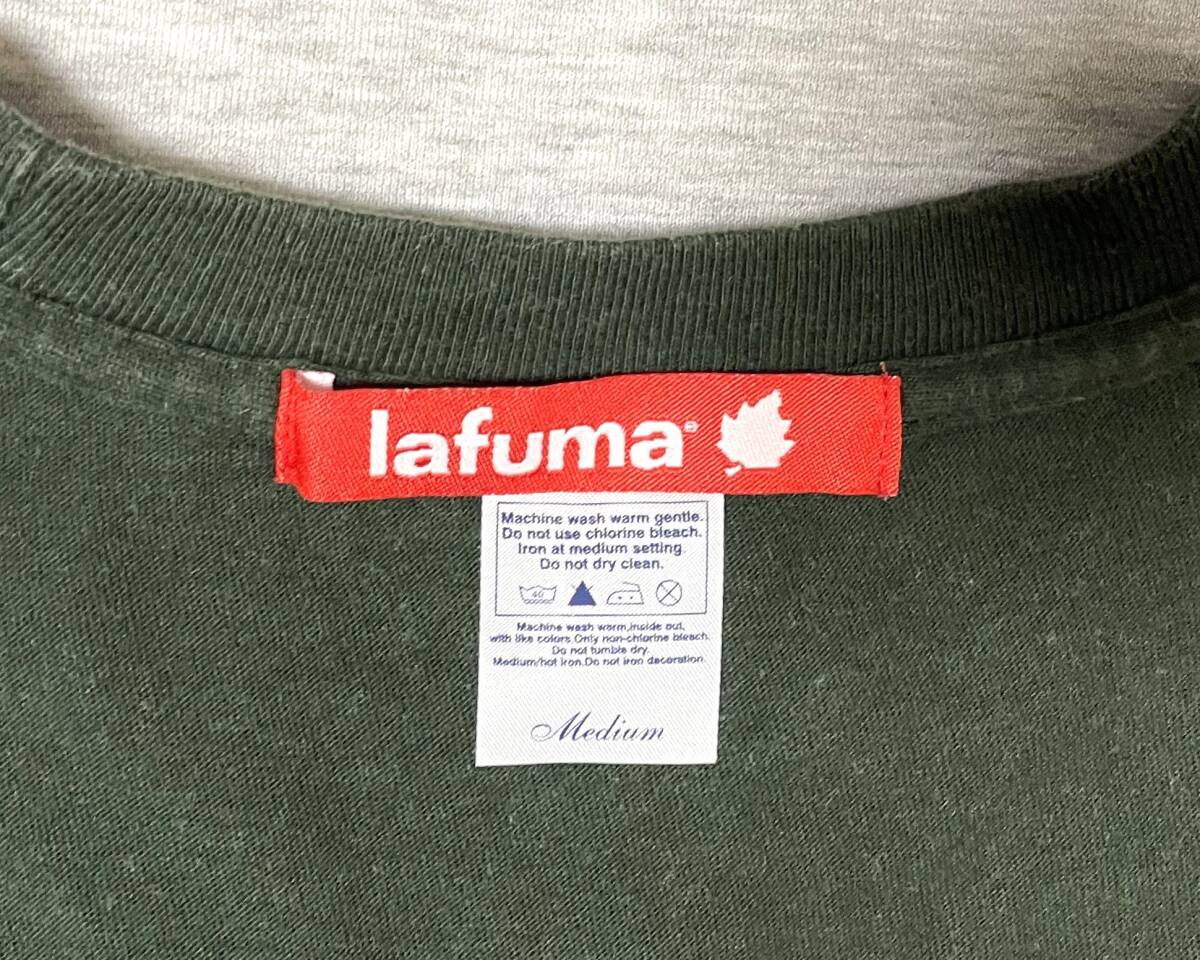 lafuma®
Machine wash warm gentle.
Do not use chlorine bleach.
Iron at medium setting.
Do not dry clean.
40
Machine wash warm,inside out,
with like colors.Only non-chlorine bleach.
Do not tumble dry.
Medium/hot iron.Do not iron decoration.
Medium